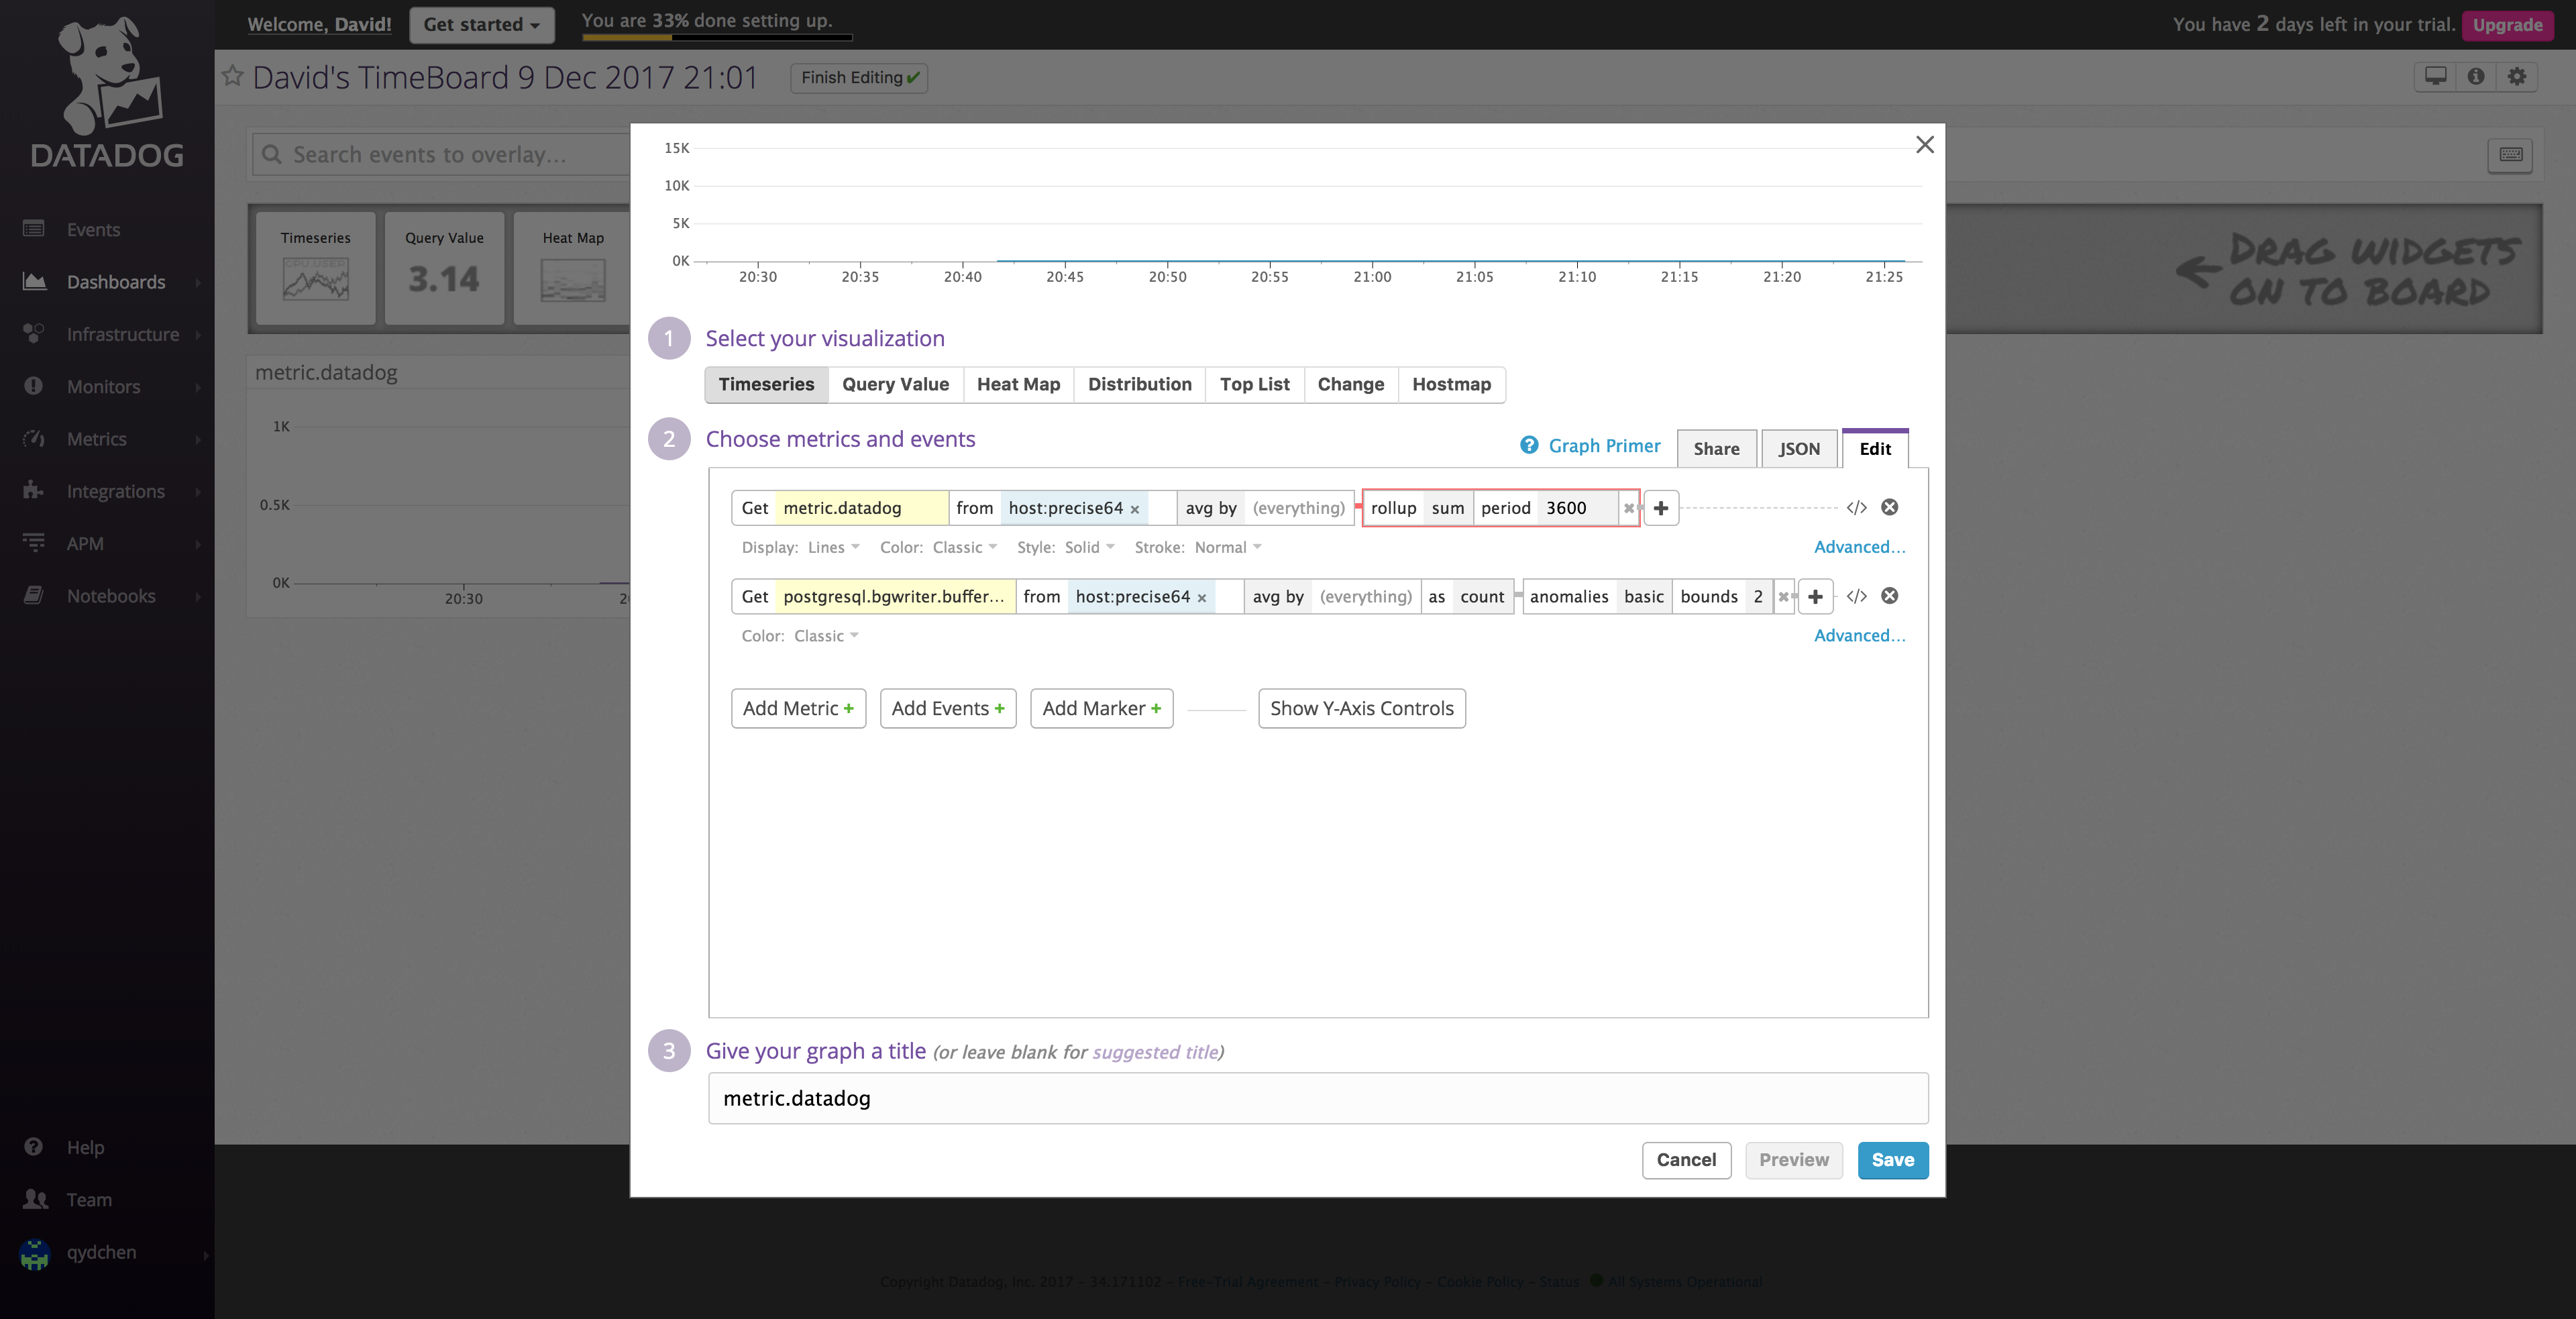 Welcome, David!
Get started
You are 33% done setting up.
You have 2 days left in your trial.
Upgrade
DATADOG
David's TimeBoard 9 Dec 2017 21:01
Finish Editing
Search events to overlay...
Events
Dashboards
Infrastructure
Monitors
Metrics
Integrations
APM
Notebooks
Help
Team
qydchen
Timeseries
CPU USER
Query Value
3.14
Heat Map
DRAG WIDGETS
ON TO BOARD
metric.datadog
1K
0.5K
0K
20:30
2
15K
10K
5K
0K
20:30 20:35 20:40 20:45 20:50 20:55 21:00 21:05 21:10 21:15 21:20 21:25
1 Select your visualization
Timeseries Query Value Heat Map Distribution Top List Change Hostmap
2 Choose metrics and events
? Graph Primer Share JSON Edit
Get metric.datadog from host:precise64 × avg by (everything) rollup sum period 3600 ✖ + </>
Display: Lines Color: Classic Style: Solid Stroke: Normal Advanced...
Get postgresql.bgwriter.buffer... from host:precise64 × avg by (everything) as count anomalies basic bounds 2 ✖ + </>
Color: Classic Advanced...
Add Metric + Add Events + Add Marker + Show Y-Axis Controls
3 Give your graph a title (or leave blank for suggested title)
metric.datadog
Cancel Preview Save
Copyright Datadog, Inc. 2017 - 34.171102 - Free-Trial Agreement - Privacy Policy - Cookie Policy - Status All Systems Operational